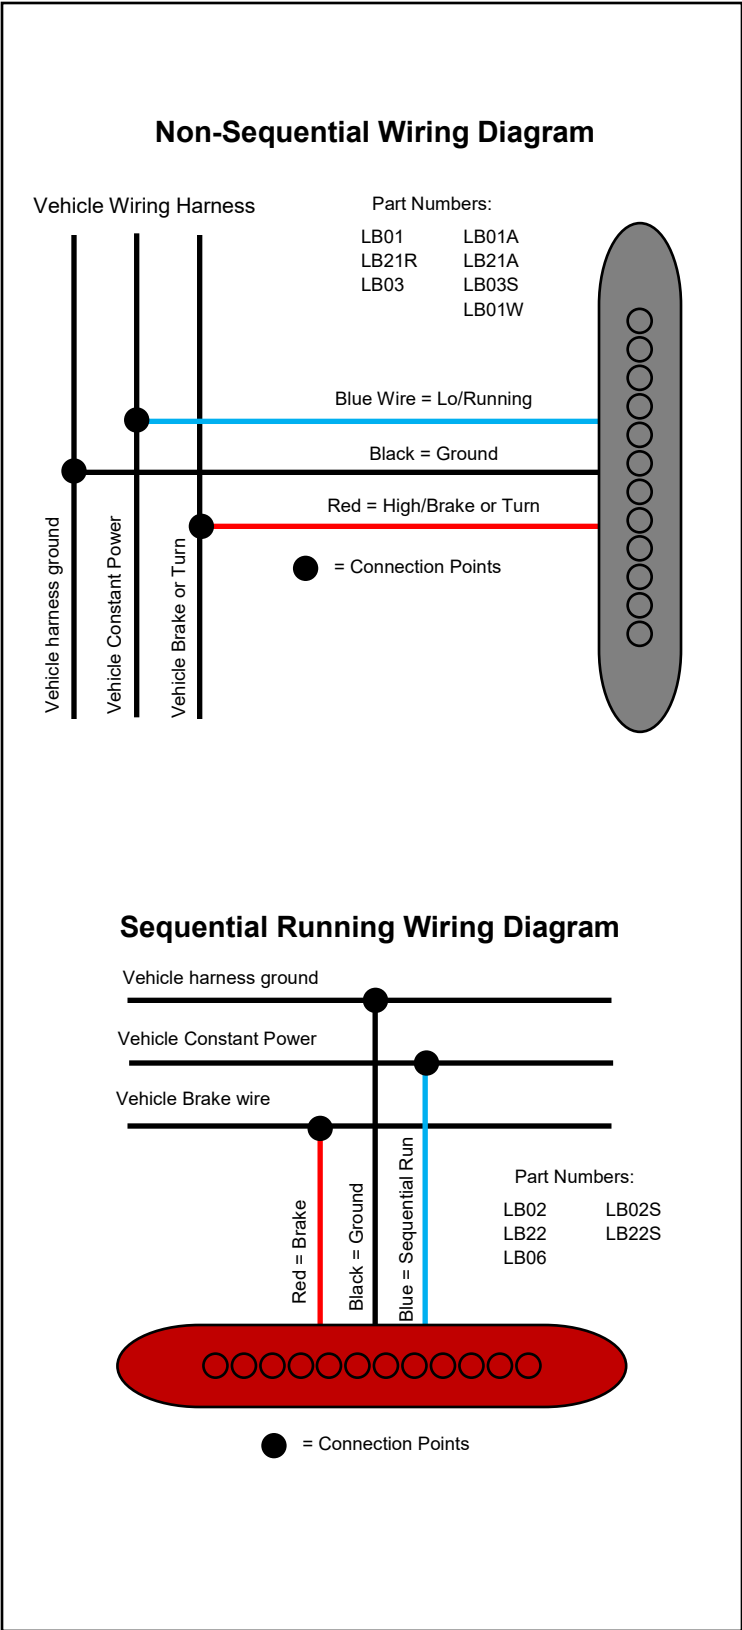 Non-Sequential Wiring Diagram
Vehicle Wiring Harness
Part Numbers:
LB01 LB01A
LB21R LB21A
LB03 LB03S
LB01W
Blue Wire = Lo/Running
Black = Ground
Red = High/Brake or Turn
= Connection Points
Vehicle harness ground
Vehicle Constant Power
Vehicle Brake or Turn
Sequential Running Wiring Diagram
Vehicle harness ground
Vehicle Constant Power
Vehicle Brake wire
Red = Brake
Black = Ground
Blue = Sequential Run
Part Numbers:
LB02 LB02S
LB22 LB22S
LB06
= Connection Points